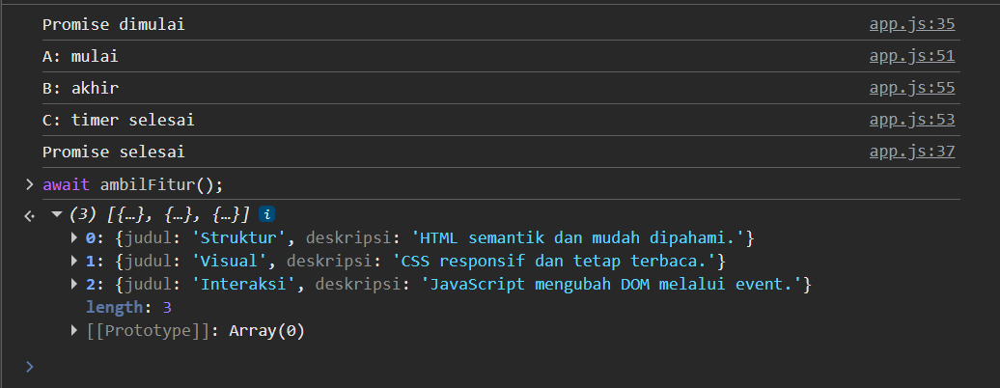 Promise dimulai app.js:35
A: mulai app.js:51
B: akhir app.js:55
C: timer selesai app.js:53
Promise selesai app.js:37
> await ambilFitur();
(3) [{…}, {…}, {…}] i
0: {judul: 'Struktur', deskripsi: 'HTML semantik dan mudah dipahami.'}
1: {judul: 'Visual', deskripsi: 'CSS responsif dan tetap terbaca.'}
2: {judul: 'Interaksi', deskripsi: 'JavaScript mengubah DOM melalui event.'}
length: 3
[[Prototype]]: Array(0)
>